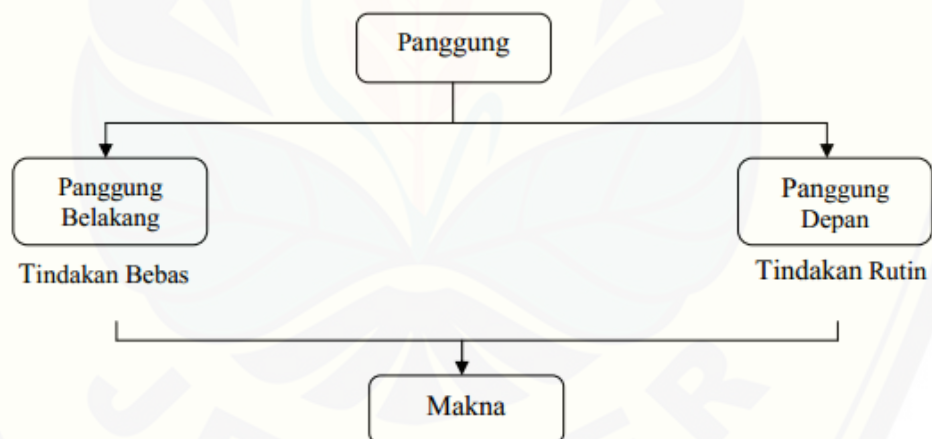 Panggung
Panggung
Belakang
Panggung
Depan
Tindakan Bebas
Tindakan Rutin
Makna